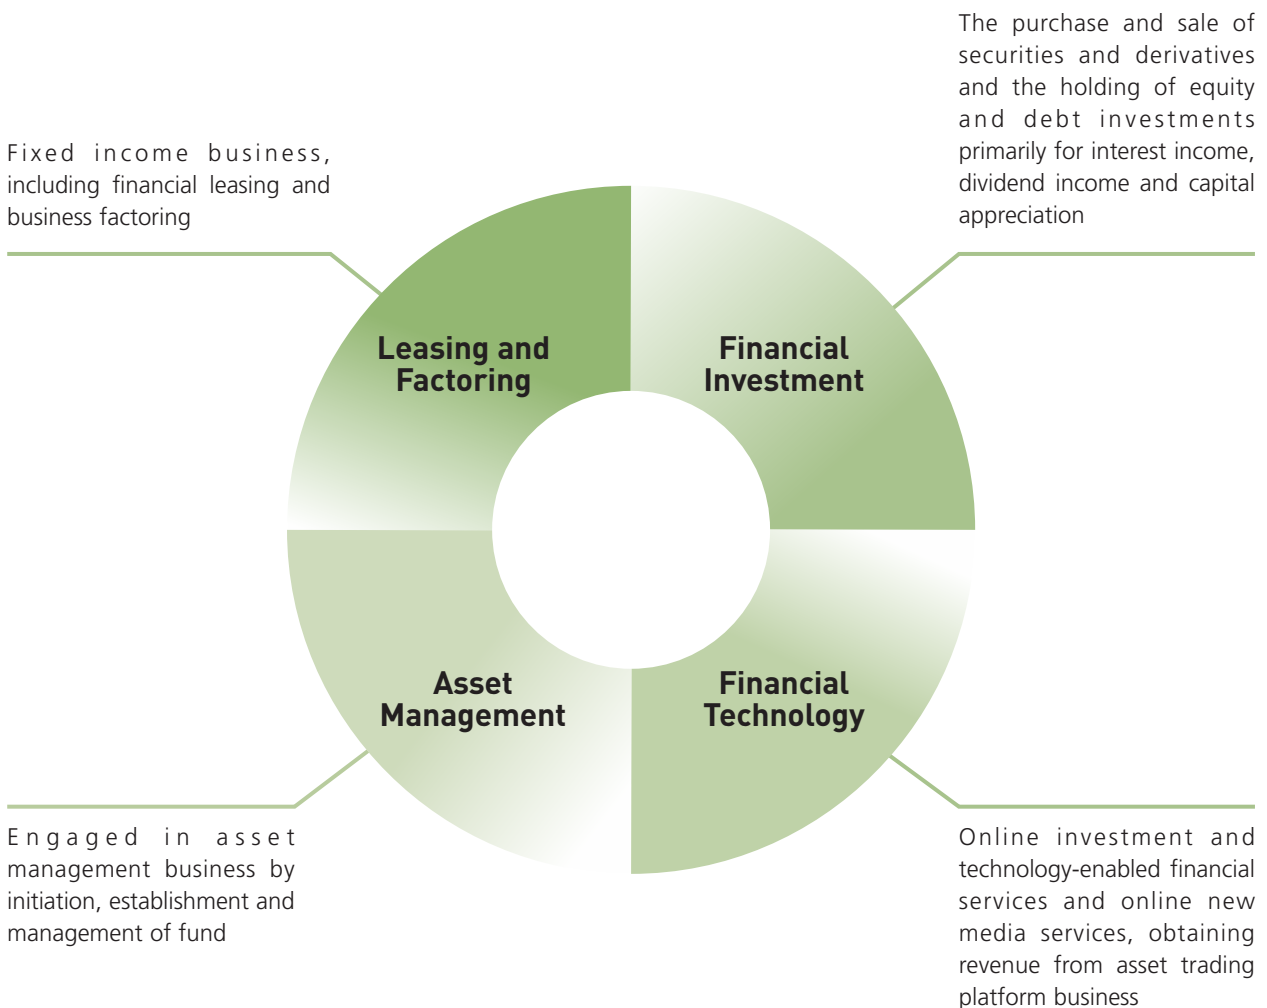 Fixed income business,
including financial leasing and
business factoring
The purchase and sale of
securities and derivatives
and the holding of equity
and debt investments
primarily for interest income,
dividend income and capital
appreciation
Leasing and
Factoring
Financial
Investment
Asset
Management
Financial
Technology
Engaged in asset
management business by
initiation, establishment and
management of fund
Online investment and
technology-enabled financial
services and online new
media services, obtaining
revenue from asset trading
platform business